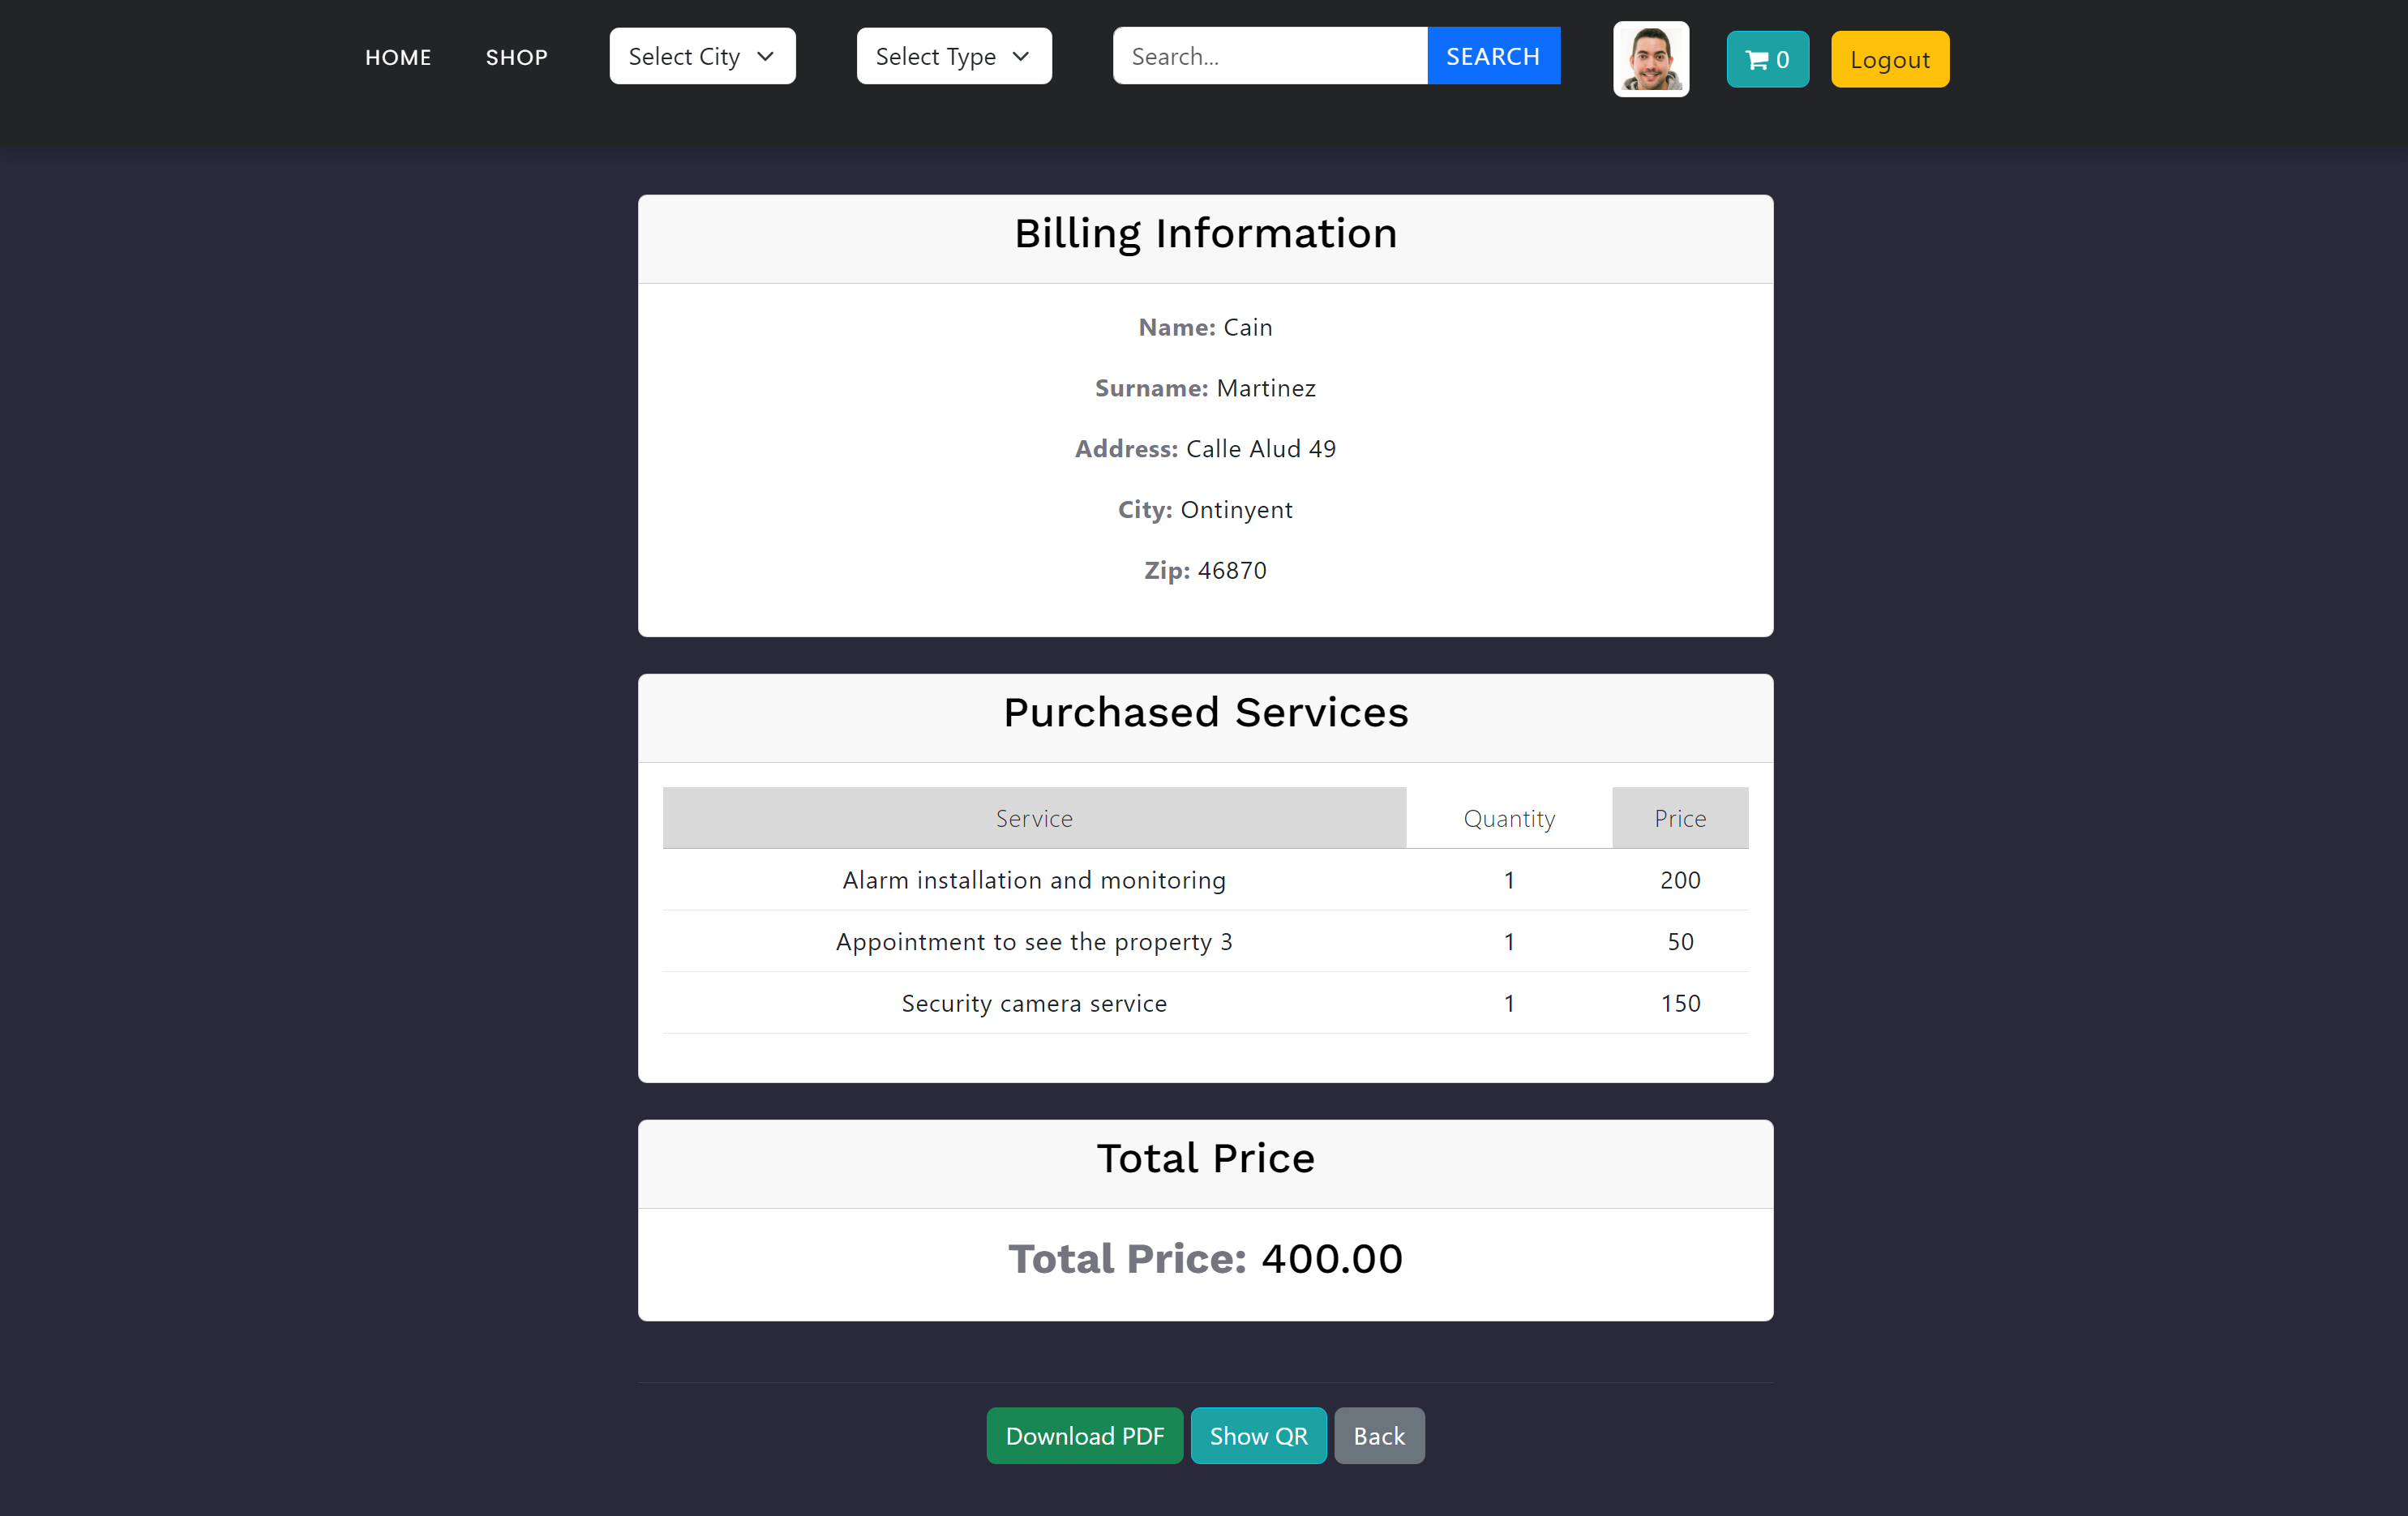 HOME SHOP Select City Select Type Search... SEARCH 0 Logout
Billing Information
Name: Cain
Surname: Martinez
Address: Calle Alud 49
City: Ontinyent
Zip: 46870
Purchased Services
Service Quantity Price
Alarm installation and monitoring 1 200
Appointment to see the property 3 1 50
Security camera service 1 150
Total Price
Total Price: 400.00
Download PDF Show QR Back